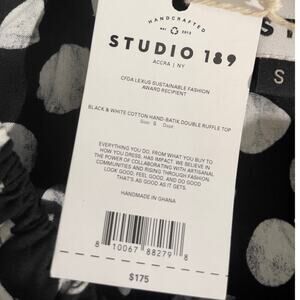 HANDCRAFTED
EST 2013
STUDIO 189
ACCRA | NY
CFDA LEXUS SUSTAINABLE FASHION
AWARD RECIPIENT
BLACK & WHITE COTTON HAND-BATIK DOUBLE RUFFLE TOP
Size: S
EVERYTHING YOU DO, FROM WHAT YOU BUY TO
HOW YOU DRESS, HAS IMPACT. WE BELIEVE IN
THE POWER OF COLLABORATING WITH ARTISANAL
COMMUNITIES AND RISING THROUGH FASHION.
LOOK GOOD, FEEL GOOD, AND DO GOOD
THAT'S AS GOOD AS IT GETS.
HANDMADE IN GHANA
8 10067 88279 8
$175
S